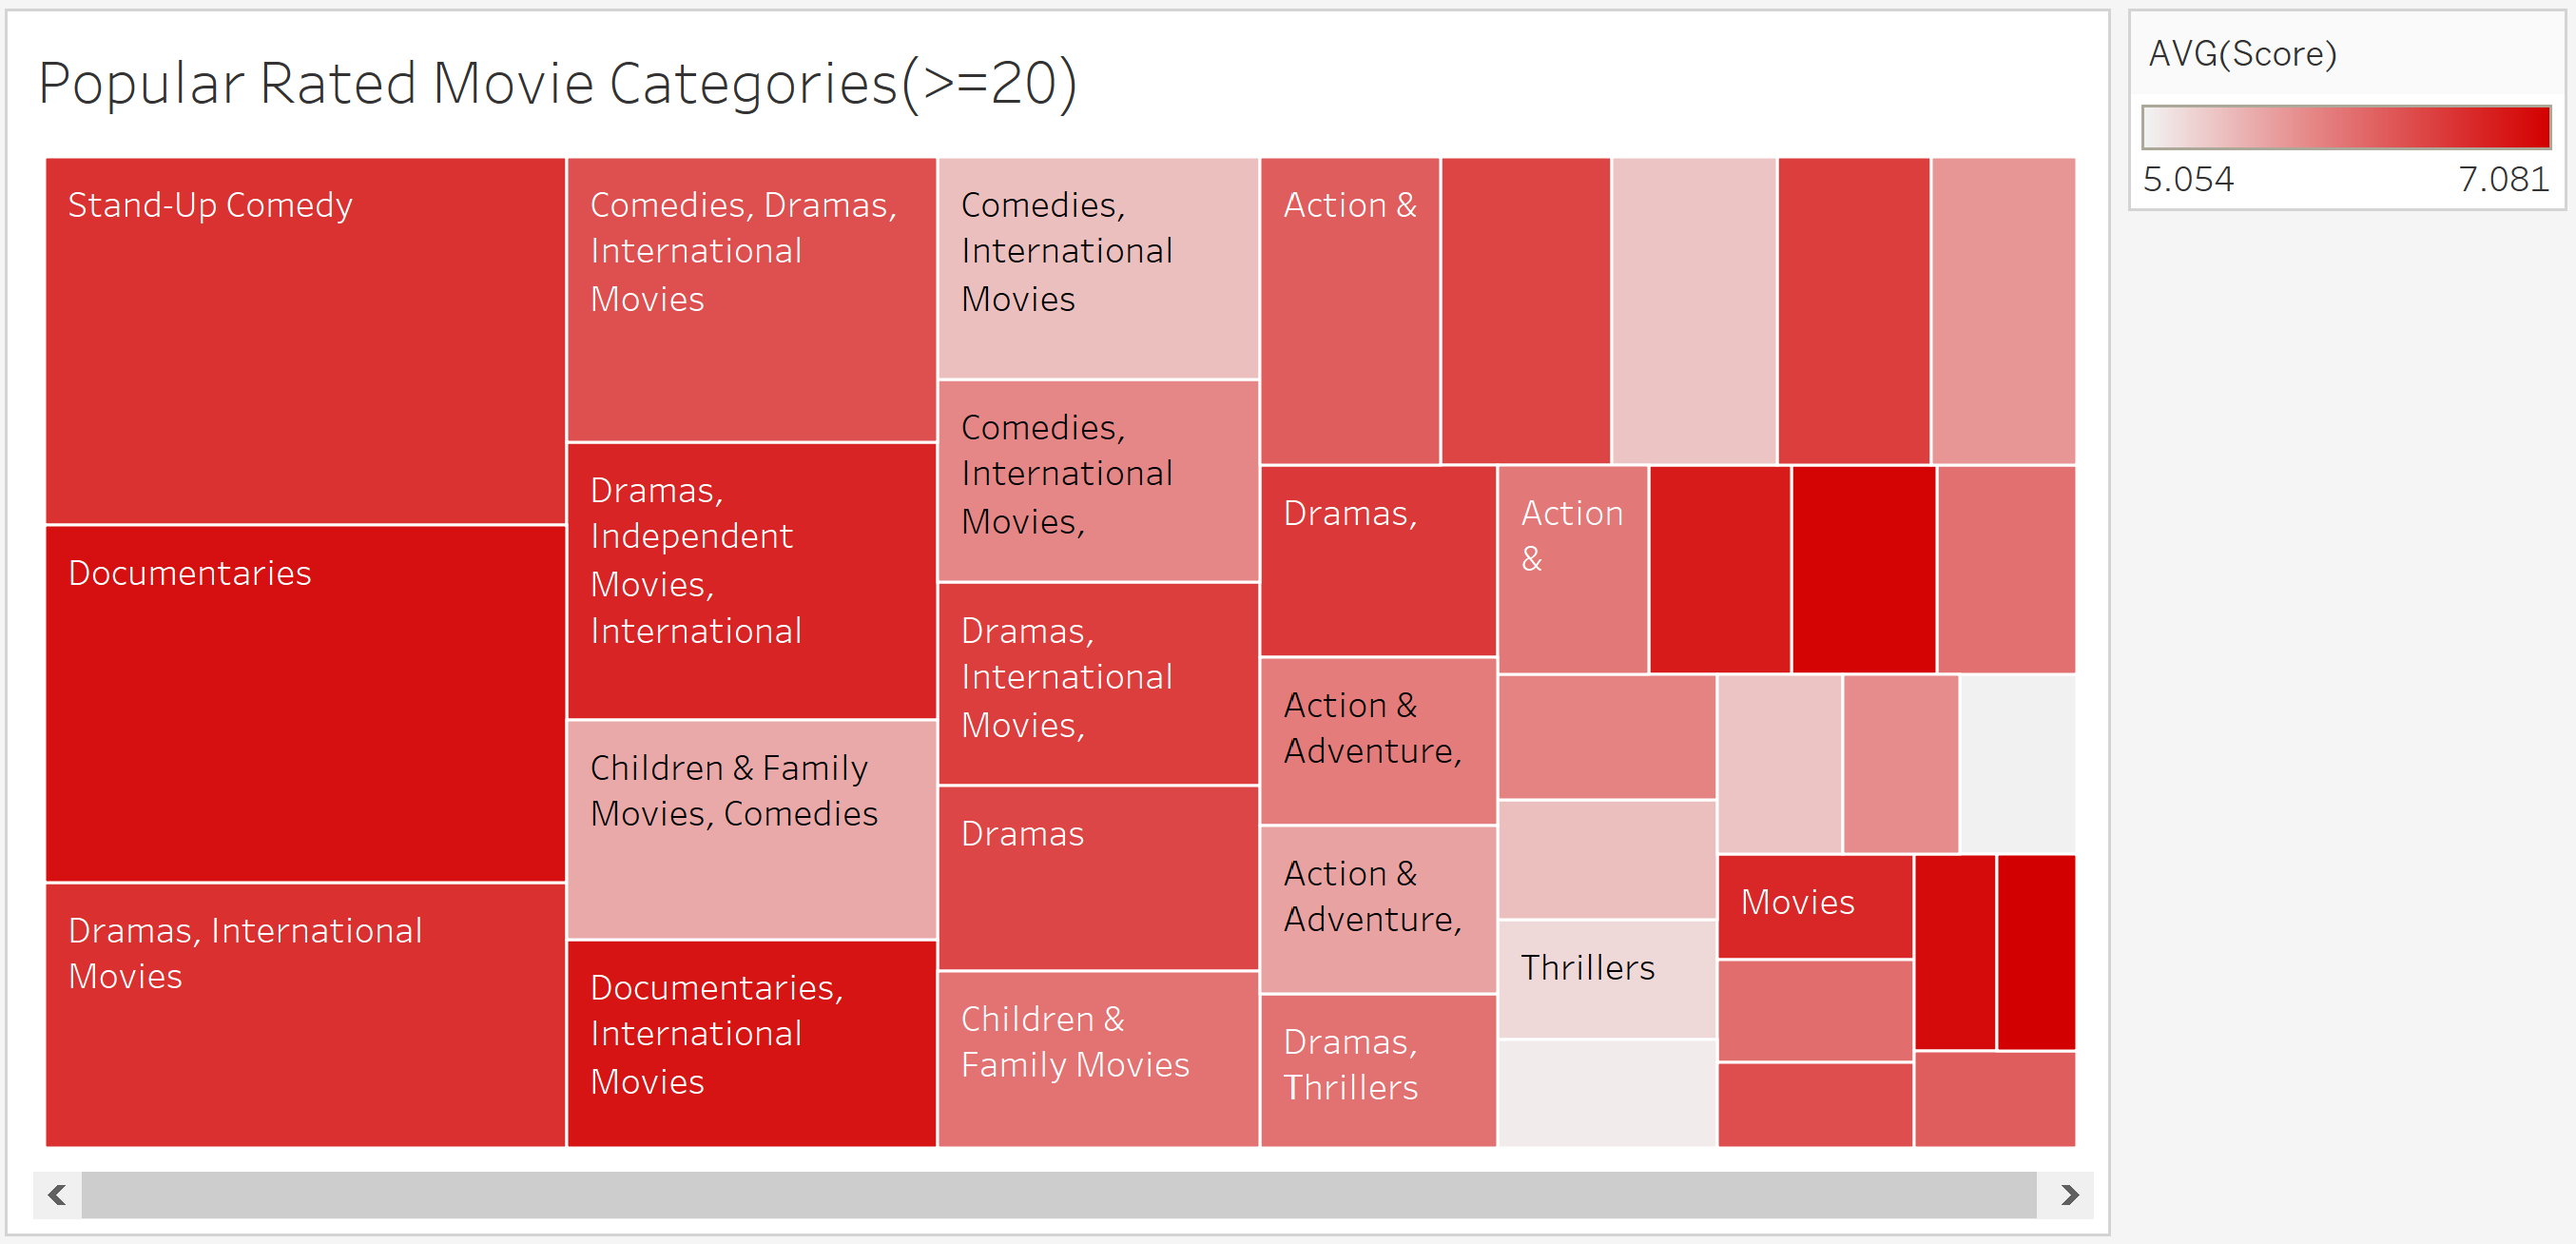 Popular Rated Movie Categories(>=20)
Stand-Up Comedy
Documentaries
Dramas, International
Movies
Comedies, Dramas,
International
Movies
Dramas,
Independent
Movies,
International
Children & Family
Movies, Comedies
Documentaries,
International
Movies
Comedies,
International
Movies
Comedies,
International
Movies,
Dramas,
International
Movies,
Dramas
Children &
Family Movies
Action &
Dramas,
Action &
Adventure,
Action &
Adventure,
Dramas,
Thrillers
Action
&
Thrillers
Movies
AVG(Score)
5.054 7.081